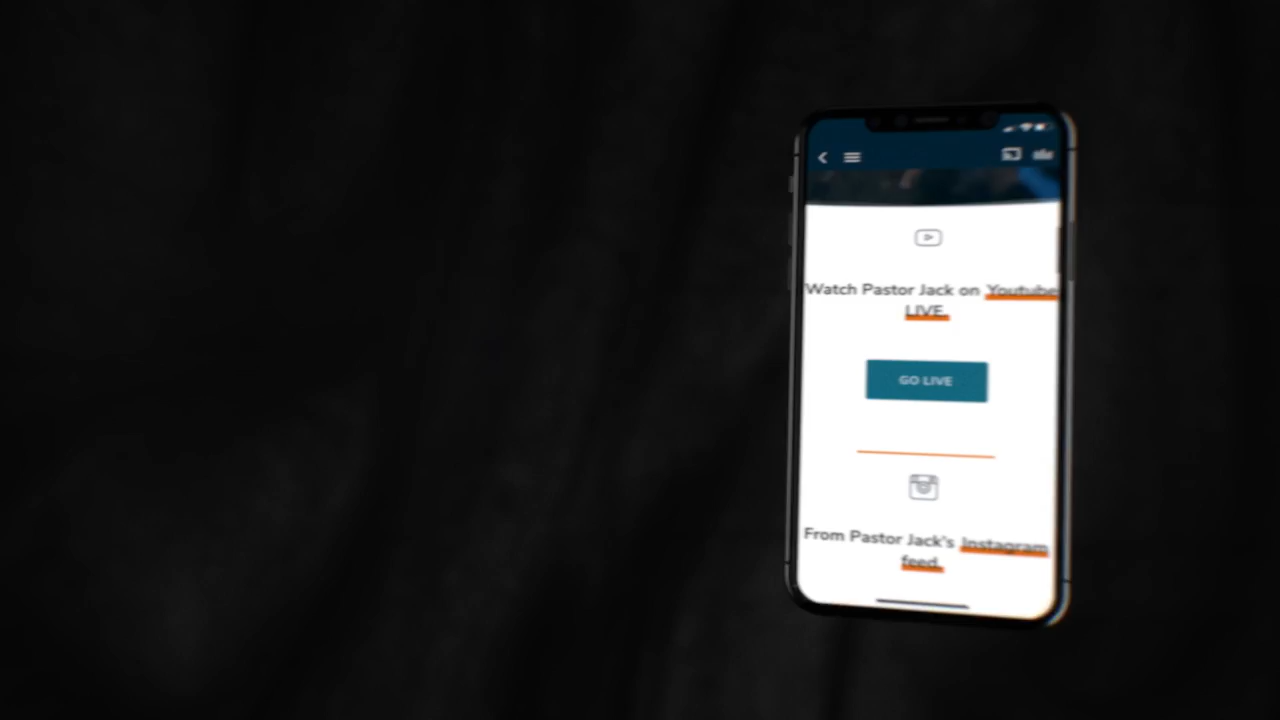 Watch Pastor Jack on Youtube
LIVE.
GO LIVE
From Pastor Jack's Instagram
feed.